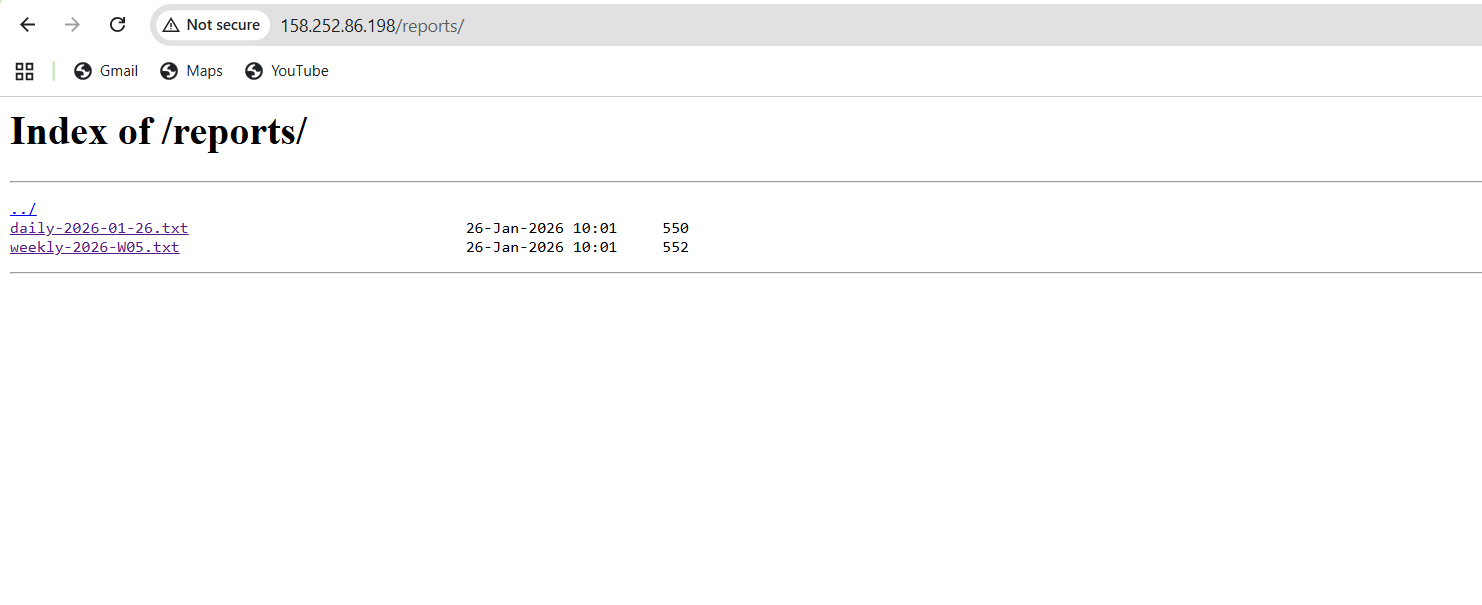 Not secure 158.252.86.198/reports/
Gmail Maps YouTube
Index of /reports/
../
daily-2026-01-26.txt 26-Jan-2026 10:01 550
weekly-2026-W05.txt 26-Jan-2026 10:01 552